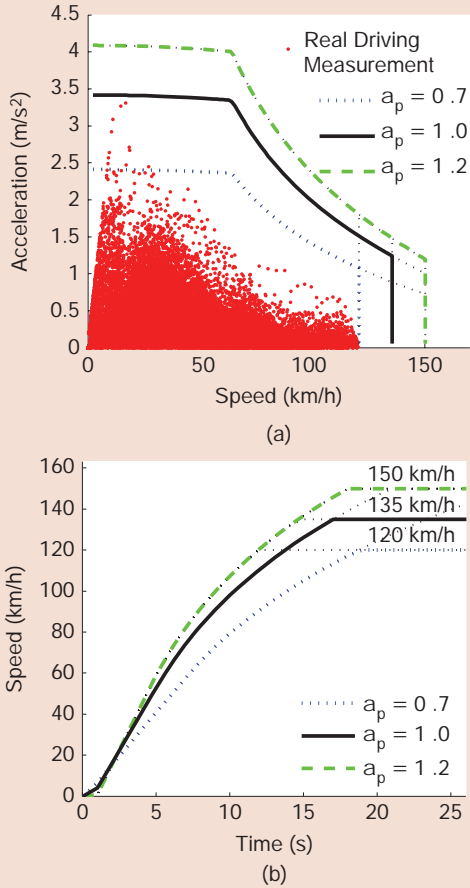 4.5
4
3.5
3
2.5
2
1.5
1
0.5
0
Acceleration (m/s²)
Real Driving
Measurement
a_p = 0.7
a_p = 1.0
a_p = 1.2
0 50 100 150
Speed (km/h)
(a)
160
140
120
100
80
60
40
20
0
Speed (km/h)
150 km/h
135 km/h
120 km/h
a_p = 0.7
a_p = 1.0
a_p = 1.2
0 5 10 15 20 25
Time (s)
(b)